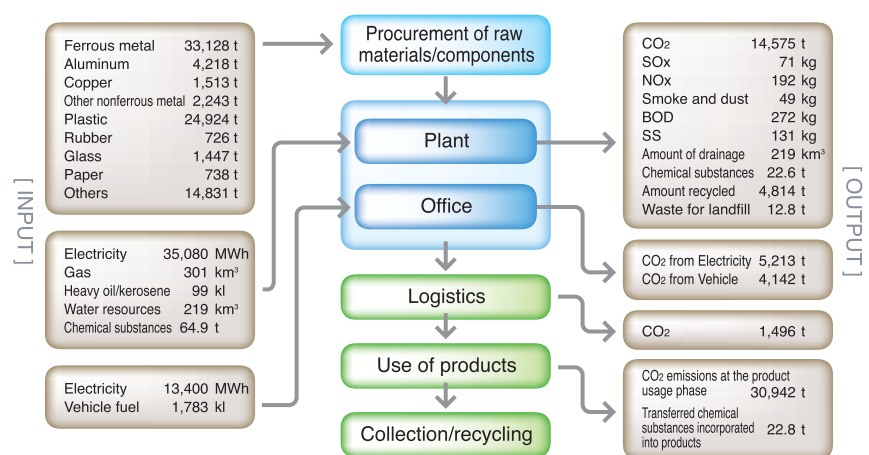 [ INPUT ]
Ferrous metal 33,128 t
Aluminum 4,218 t
Copper 1,513 t
Other nonferrous metal 2,243 t
Plastic 24,924 t
Rubber 726 t
Glass 1,447 t
Paper 738 t
Others 14,831 t
Electricity 35,080 MWh
Gas 301 km³
Heavy oil/kerosene 99 kl
Water resources 219 km³
Chemical substances 64.9 t
Electricity 13,400 MWh
Vehicle fuel 1,783 kl
Procurement of raw
materials/components
Plant
Office
Logistics
Use of products
Collection/recycling
[ OUTPUT ]
CO₂ 14,575 t
SOx 71 kg
NOx 192 kg
Smoke and dust 49 kg
BOD 272 kg
SS 131 kg
Amount of drainage 219 km³
Chemical substances 22.6 t
Amount recycled 4,814 t
Waste for landfill 12.8 t
CO₂ from Electricity 5,213 t
CO₂ from Vehicle 4,142 t
CO₂ 1,496 t
CO₂ emissions at the product
usage phase 30,942 t
Transferred chemical
substances incorporated 22.8 t
into products